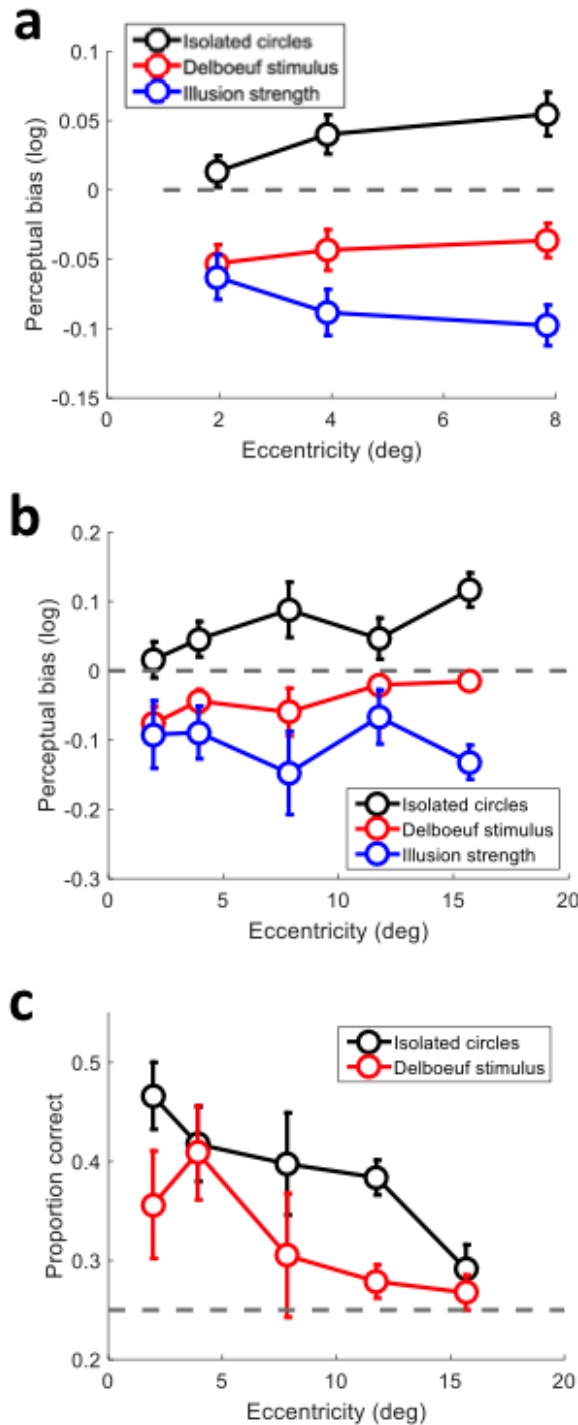 a
Isolated circles
Delboeuf stimulus
Illusion strength
0.1
0.05
0
-0.05
-0.1
-0.15
Perceptual bias (log)
0 2 4 6 8
Eccentricity (deg)
b
0.2
0.1
0
-0.1
-0.2
-0.3
Perceptual bias (log)
Isolated circles
Delboeuf stimulus
Illusion strength
0 5 10 15 20
Eccentricity (deg)
c
Isolated circles
Delboeuf stimulus
0.5
0.4
0.3
0.2
Proportion correct
0 5 10 15 20
Eccentricity (deg)